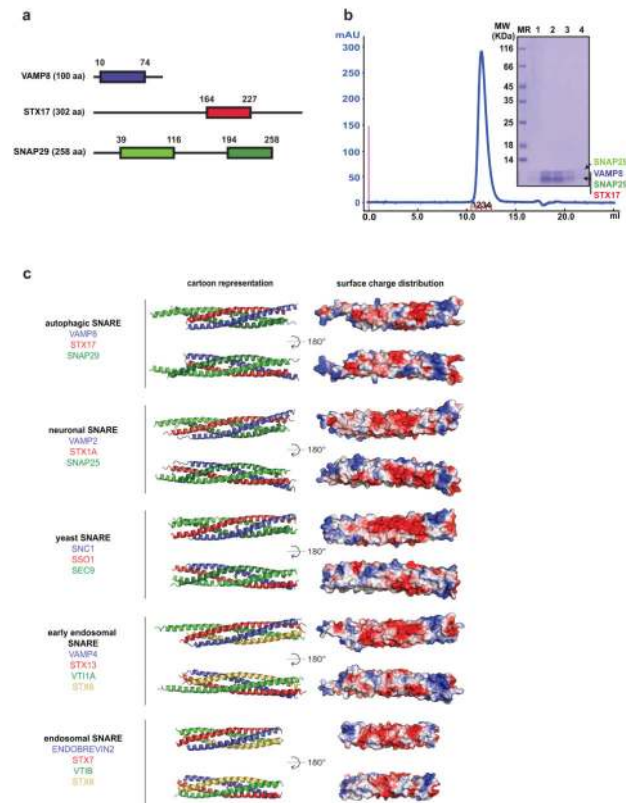 a
10 74
VAMP8 (100 aa)
164 227
STX17 (302 aa)
39 116 194 258
SNAP29 (258 aa)
b
mAU
300
250
200
150
100
50
0
0.0 5.0 10.0 15.0 20.0 ml
1234
MW
(KDa)
MR 1 2 3 4
116
66
45
35
25
18
14
SNAP29
VAMP8
SNAP29
STX17
c
cartoon representation surface charge distribution
autophagic SNARE
VAMP8
STX17
SNAP29
180°
neuronal SNARE
VAMP2
STX1A
SNAP25
180°
yeast SNARE
SNC1
SSO1
SEC9
180°
early endosomal
SNARE
VAMP4
STX13
VTI1A
STX6
180°
endosomal SNARE
ENDOBREVIN2
STX7
VTIB
STX8
180°